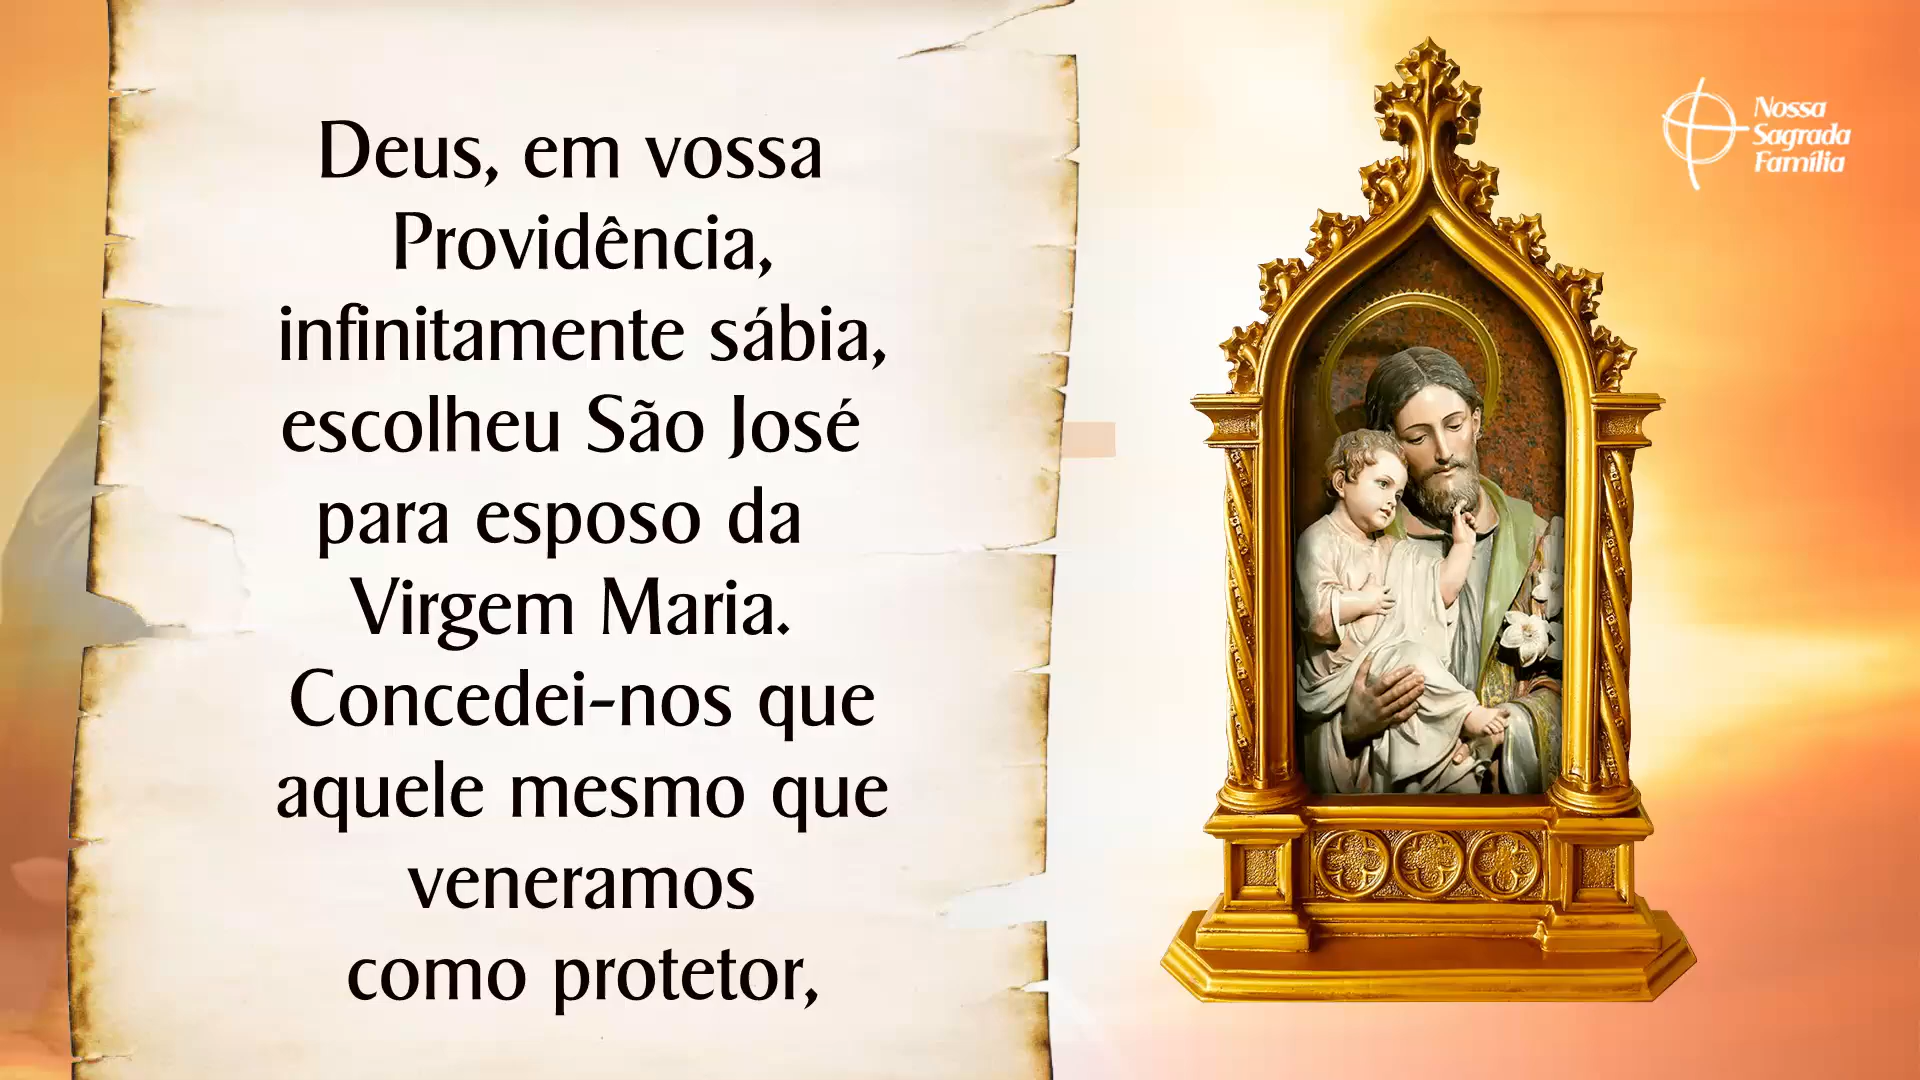 Deus, em vossa
Providência,
infinitamente sábia,
escolheu São José
para esposo da
Virgem Maria.
Concedei-nos que
aquele mesmo que
veneramos
como protetor,
Nossa
Sagrada
Família